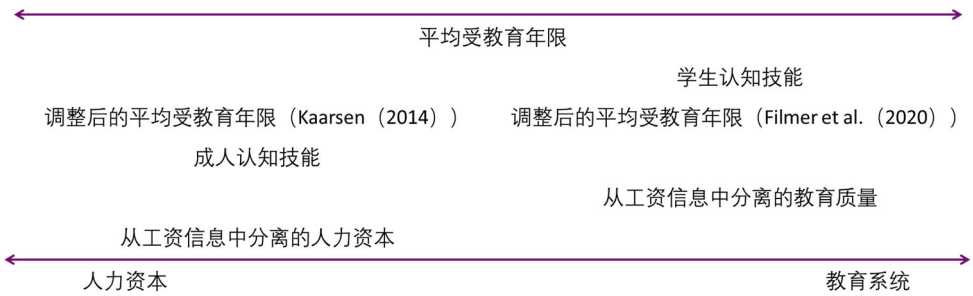 平均受教育年限
学生认知技能
调整后的平均受教育年限（Kaarsen（2014））
调整后的平均受教育年限（Filmer et al.（2020））
成人认知技能
从工资信息中分离的教育质量
从工资信息中分离的人力资本
人力资本
教育系统